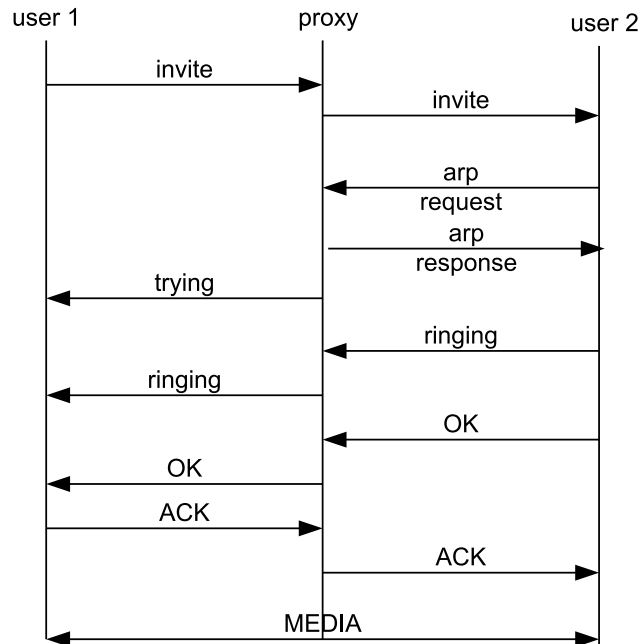 user 1
proxy
user 2
invite
invite
arp
request
arp
response
trying
ringing
ringing
OK
OK
ACK
ACK
MEDIA